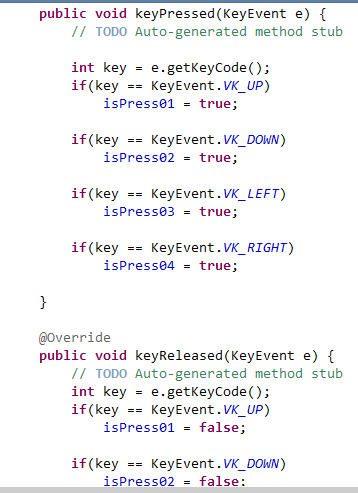 public void keyPressed(KeyEvent e) {
// TODO Auto-generated method stub
int key = e.getKeyCode();
if(key == KeyEvent.VK_UP)
isPress01 = true;
if(key == KeyEvent.VK_DOWN)
isPress02 = true;
if(key == KeyEvent.VK_LEFT)
isPress03 = true;
if(key == KeyEvent.VK_RIGHT)
isPress04 = true;
}
@Override
public void keyReleased(KeyEvent e) {
// TODO Auto-generated method stub
int key = e.getKeyCode();
if(key == KeyEvent.VK_UP)
isPress01 = false;
if(key == KeyEvent.VK_DOWN)
isPress02 = false;